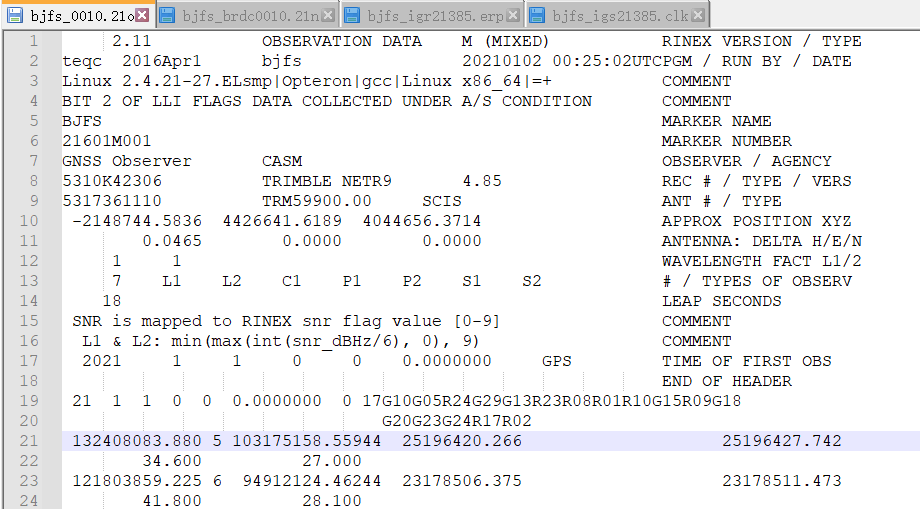 bjfs_0010.21o bjfs_brdc0010.21n bjfs_igr21385.erp bjfs_igs21385.clk
1 2.11 OBSERVATION DATA M (MIXED) RINEX VERSION / TYPE
2 teqc 2016Apr1 bjfs 20210102 00:25:02UTCPGM / RUN BY / DATE
3 Linux 2.4.21-27.ELsmp|Opteron|gcc|Linux x86_64|=+ COMMENT
4 BIT 2 OF LLI FLAGS DATA COLLECTED UNDER A/S CONDITION COMMENT
5 BJFS MARKER NAME
6 21601M001 MARKER NUMBER
7 GNSS Observer CASM OBSERVER / AGENCY
8 5310K42306 TRIMBLE NETR9 4.85 REC # / TYPE / VERS
9 5317361110 TRM59900.00 SCIS ANT # / TYPE
10 -2148744.5836 4426641.6189 4044656.3714 APPROX POSITION XYZ
11 0.0465 0.0000 0.0000 ANTENNA: DELTA H/E/N
12 1 1 WAVELENGTH FACT L1/2
13 7 L1 L2 C1 P1 P2 S1 S2 # / TYPES OF OBSERV
14 18 LEAP SECONDS
15 SNR is mapped to RINEX snr flag value [0-9] COMMENT
16 L1 & L2: min(max(int(snr_dBHz/6), 0), 9) COMMENT
17 2021 1 1 0 0 0.0000000 GPS TIME OF FIRST OBS
18 END OF HEADER
19 21 1 1 0 0 0.0000000 0 17G10G05R24G29G13R23R08R01R10G15R09G18
20 G20G23G24R17R02
21 132408083.880 5 103175158.55944 25196420.266 25196427.742
22 34.600 27.000
23 121803859.225 6 94912124.46244 23178506.375 23178511.473
24 41.800 28.100